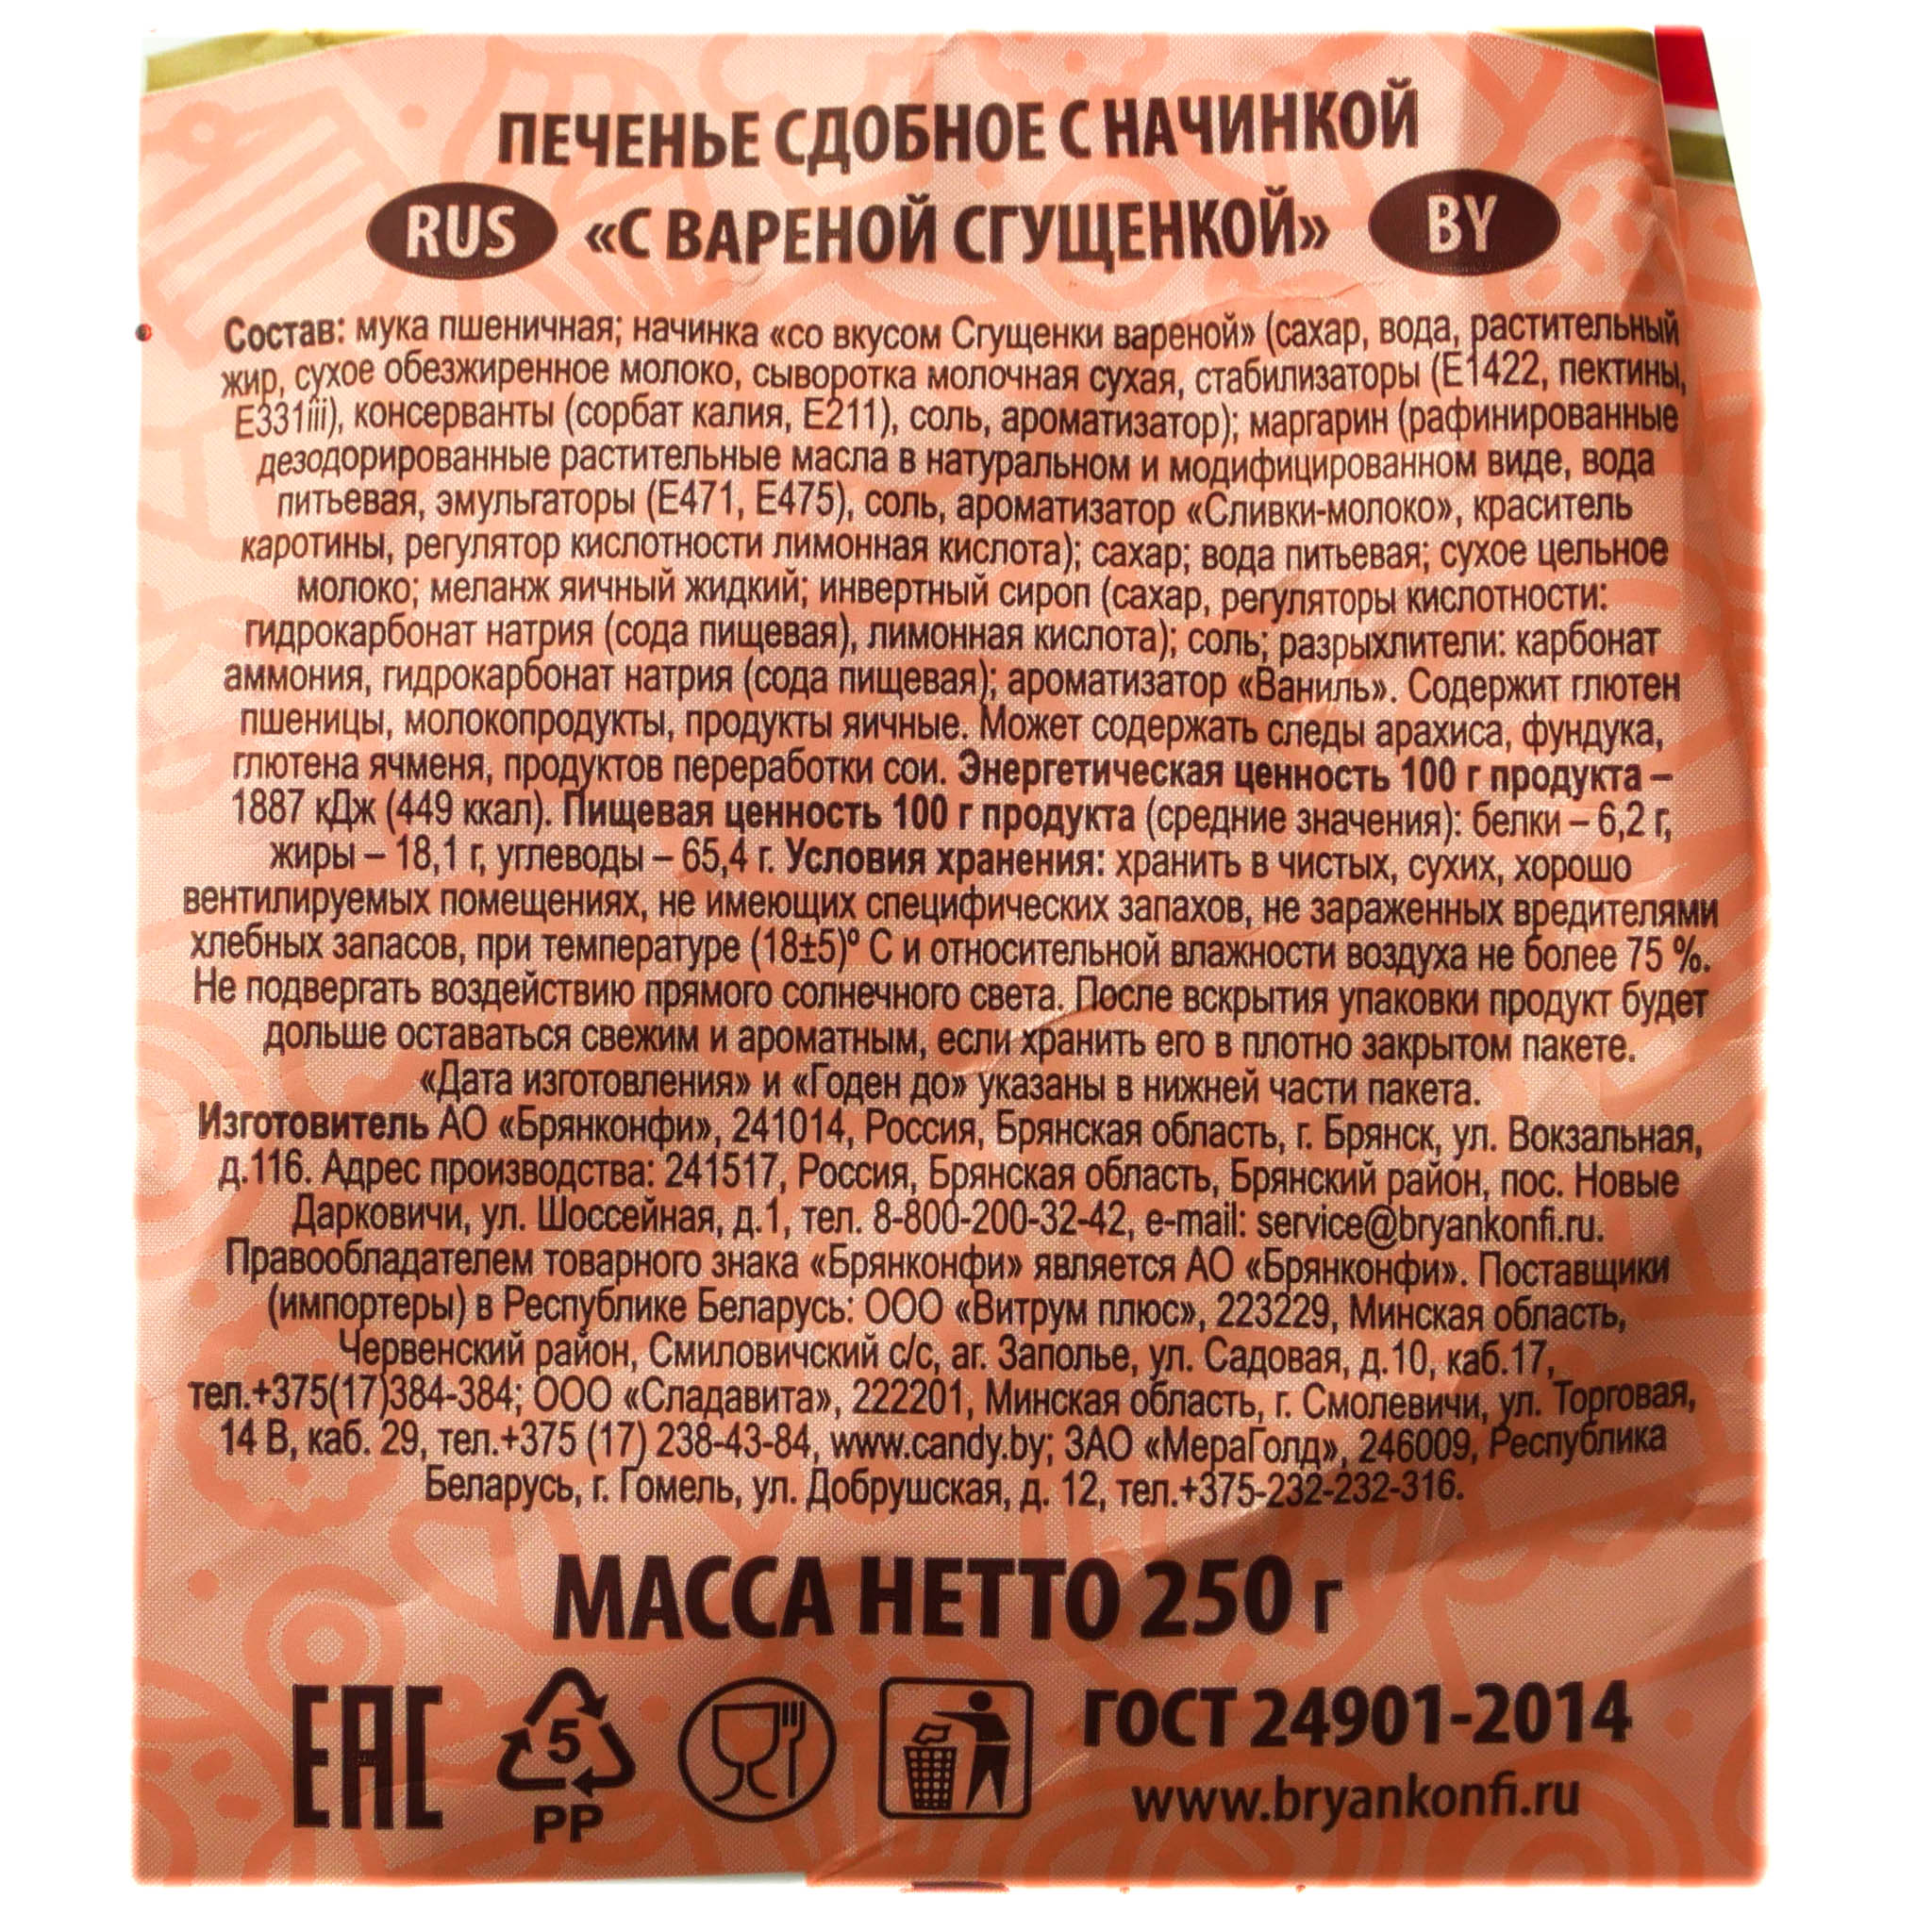 ПЕЧЕНЬЕ СДОБНОЕ С НАЧИНКОЙ
RUS «С ВАРЕНОЙ СГУЩЕНКОЙ» BY
Состав: мука пшеничная; начинка «со вкусом Сгущенки вареной» (сахар, вода, растительный
жир, сухое обезжиренное молоко, сыворотка молочная сухая, стабилизаторы (Е1422, пектины,
Е331iii), консерванты (сорбат калия, Е211), соль, ароматизатор); маргарин (рафинированные
дезодорированные растительные масла в натуральном и модифицированном виде, вода
питьевая, эмульгаторы (Е471, Е475), соль, ароматизатор «Сливки-молоко», краситель
каротины, регулятор кислотности лимонная кислота); сахар; вода питьевая; сухое цельное
молоко; меланж яичный жидкий; инвертный сироп (сахар, регуляторы кислотности:
гидрокарбонат натрия (сода пищевая), лимонная кислота); соль; разрыхлители: карбонат
аммония, гидрокарбонат натрия (сода пищевая); ароматизатор «Ваниль». Содержит глютен
пшеницы, молокопродукты, продукты яичные. Может содержать следы арахиса, фундука,
глютена ячменя, продуктов переработки сои. Энергетическая ценность 100 г продукта –
1887 кДж (449 ккал). Пищевая ценность 100 г продукта (средние значения): белки – 6,2 г,
жиры – 18,1 г, углеводы – 65,4 г. Условия хранения: хранить в чистых, сухих, хорошо
вентилируемых помещениях, не имеющих специфических запахов, не зараженных вредителями
хлебных запасов, при температуре (18±5)º С и относительной влажности воздуха не более 75 %.
Не подвергать воздействию прямого солнечного света. После вскрытия упаковки продукт будет
дольше оставаться свежим и ароматным, если хранить его в плотно закрытом пакете.
«Дата изготовления» и «Годен до» указаны в нижней части пакета.
Изготовитель АО «Брянконфи», 241014, Россия, Брянская область, г. Брянск, ул. Вокзальная,
д.116. Адрес производства: 241517, Россия, Брянская область, Брянский район, пос. Новые
Дарковичи, ул. Шоссейная, д.1, тел. 8-800-200-32-42, e-mail: service@bryankonfi.ru.
Правообладателем товарного знака «Брянконфи» является АО «Брянконфи». Поставщики
(импортеры) в Республике Беларусь: ООО «Витрум плюс», 223229, Минская область,
Червенский район, Смиловичский с/с, аг. Заполье, ул. Садовая, д.10, каб.17,
тел.+375(17)384-384; ООО «Сладавита», 222201, Минская область, г. Смолевичи, ул. Торговая,
14 В, каб. 29, тел.+375 (17) 238-43-84, www.candy.by; ЗАО «МераГолд», 246009, Республика
Беларусь, г. Гомель, ул. Добрушская, д. 12, тел.+375-232-232-316.
МАССА НЕТТО 250 г
EAC
5
PP
ГОСТ 24901-2014
www.bryankonfi.ru